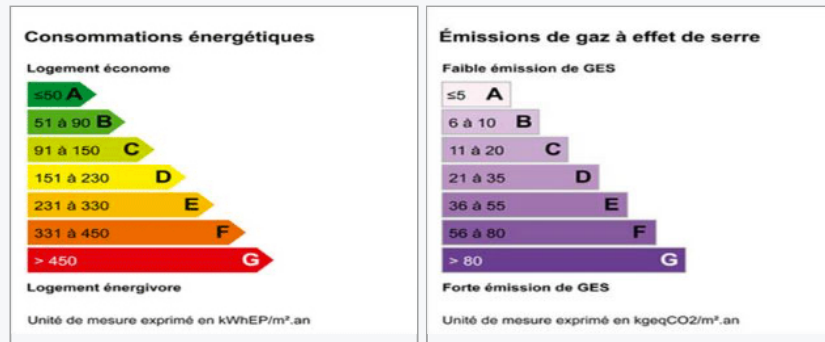 Consommations énergétiques
Logement économe
≤50 A
51 à 90 B
91 à 150 C
151 à 230 D
231 à 330 E
331 à 450 F
> 450 G
Logement énergivore
Unité de mesure exprimé en kWhEP/m².an
Émissions de gaz à effet de serre
Faible émission de GES
≤5 A
6 à 10 B
11 à 20 C
21 à 35 D
36 à 55 E
56 à 80 F
> 80 G
Forte émission de GES
Unité de mesure exprimé en kgeqCO2/m².an